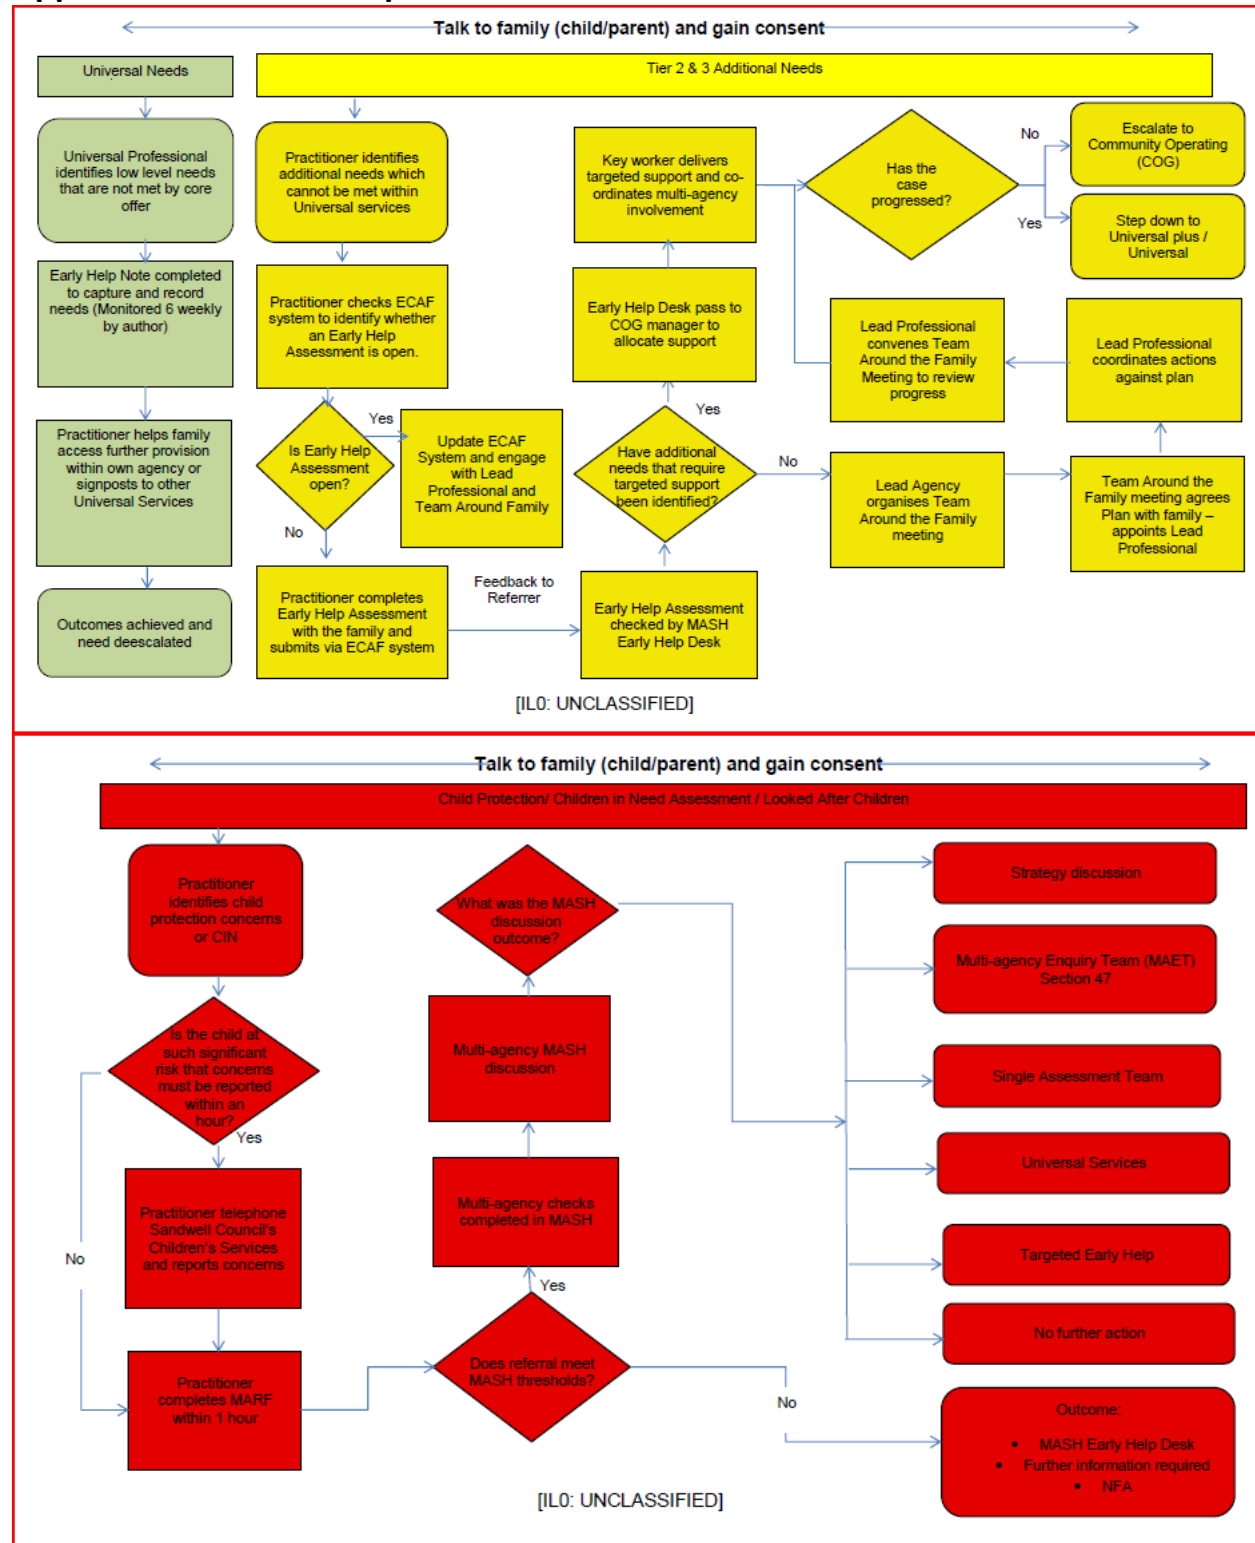 Talk to family (child/parent) and gain consent
Universal Needs
Tier 2 & 3 Additional Needs
Universal Professional
identifies low level needs
that are not met by core
offer
Early Help Note completed
to capture and record
needs (Monitored 6 weekly
by author)
Practitioner helps family
access further provision
within own agency or
signposts to other
Universal Services
Outcomes achieved and
need deescalated
Practitioner identifies
additional needs which
cannot be met within
Universal services
Practitioner checks ECAF
system to identify whether
an Early Help
Assessment is open.
Is Early Help
Assessment
open?
Yes
Update ECAF
System and engage
with Lead
Professional and
Team Around Family
No
Practitioner completes
Early Help Assessment
with the family and
submits via ECAF system
Feedback to
Referrer
Early Help Assessment
checked by MASH
Early Help Desk
Have additional
needs that require
targeted support
been identified?
Yes
Early Help Desk pass to
COG manager to
allocate support
Key worker delivers
targeted support and co-
ordinates multi-agency
involvement
No
Lead Agency
organises Team
Around the Family
meeting
Team Around the
Family meeting agrees
Plan with family –
appoints Lead
Professional
Lead Professional
coordinates actions
against plan
Lead Professional
convenes Team
Around the Family
Meeting to review
progress
Has the
case
progressed?
No
Escalate to
Community Operating
(COG)
Yes
Step down to
Universal plus /
Universal
[IL0: UNCLASSIFIED]
Talk to family (child/parent) and gain consent
Child Protection/ Children in Need Assessment / Looked After Children
Practitioner
identifies child
protection concerns
or CIN
Is the child at
such significant
risk that concerns
must be reported
within an
hour?
Yes
Practitioner telephone
Sandwell Council's
Children's Services
and reports concerns
No
Practitioner
completes MARF
within 1 hour
Does referral meet
MASH thresholds?
Yes
Multi-agency checks
completed in MASH
Multi-agency MASH
discussion
What was the MASH
discussion
outcome?
Strategy discussion
Multi-agency Enquiry Team (MAET)
Section 47
Single Assessment Team
Universal Services
Targeted Early Help
No further action
No
Outcome:
• MASH Early Help Desk
• Further information required
• NFA
[IL0: UNCLASSIFIED]